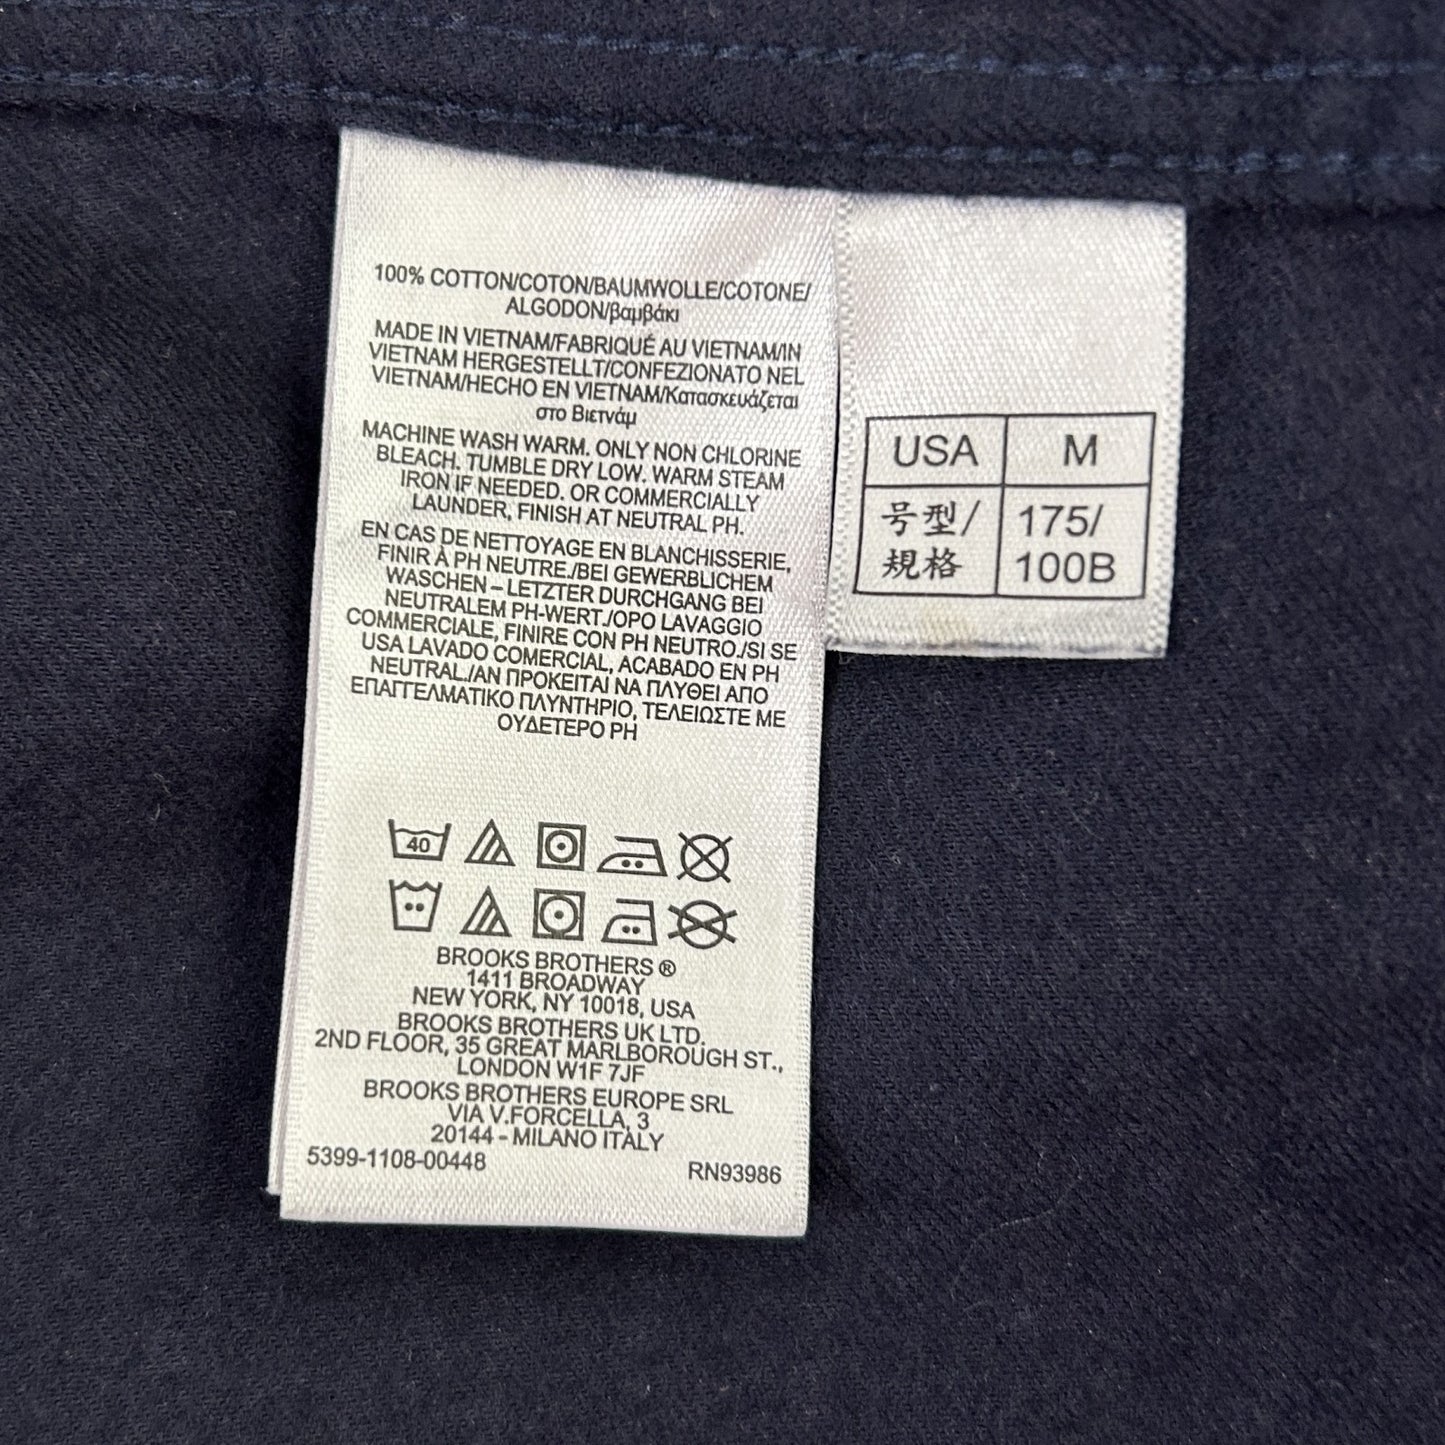 100% COTTON/COTON/BAUMWOLLE/COTONE/
ALGODON/βαμβάκι
MADE IN VIETNAM/FABRIQUÉ AU VIETNAM/IN
VIETNAM HERGESTELLT/CONFEZIONATO NEL
VIETNAM/HECHO EN VIETNAM/Κατασκευάζεται
στο Βιετνάμ
MACHINE WASH WARM. ONLY NON CHLORINE
BLEACH. TUMBLE DRY LOW. WARM STEAM
IRON IF NEEDED. OR COMMERCIALLY
LAUNDER, FINISH AT NEUTRAL PH.
EN CAS DE NETTOYAGE EN BLANCHISSERIE,
FINIR À PH NEUTRE./BEI GEWERBLICHEM
WASCHEN – LETZTER DURCHGANG BEI
NEUTRALEM PH-WERT./OPO LAVAGGIO
COMMERCIALE, FINIRE CON PH NEUTRO./SI SE
USA LAVADO COMERCIAL, ACABADO EN PH
NEUTRAL./ΑΝ ΠΡΟΚΕΙΤΑΙ ΝΑ ΠΛΥΘΕΙ ΑΠΟ
ΕΠΑΓΓΕΛΜΑΤΙΚΟ ΠΛΥΝΤΗΡΙΟ, ΤΕΛΕΙΩΣΤΕ ΜΕ
ΟΥΔΕΤΕΡΟ PH
40
BROOKS BROTHERS ®
1411 BROADWAY
NEW YORK, NY 10018, USA
BROOKS BROTHERS UK LTD.
2ND FLOOR, 35 GREAT MARLBOROUGH ST.,
LONDON W1F 7JF
BROOKS BROTHERS EUROPE SRL
VIA V.FORCELLA, 3
20144 - MILANO ITALY
5399-1108-00448 RN93986
USA M
号型/ 175/
規格 100B